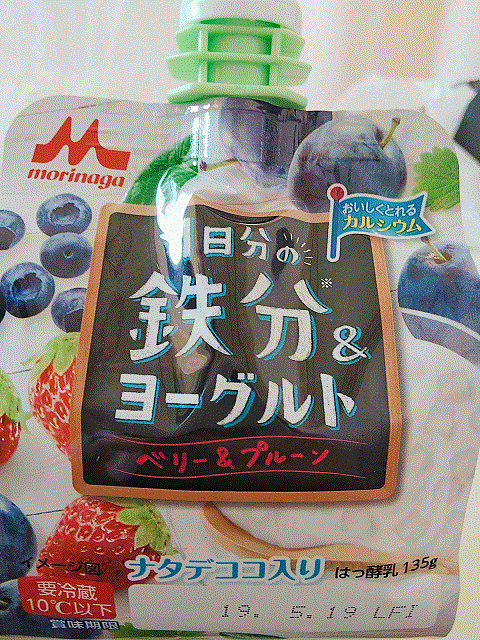 morinaga
おいしくとれる
カルシウム
1日分の
鉄分※&
ヨーグルト
ベリー&プルーン
イメージ図
ナタデココ入り はっ酵乳 135g
要冷蔵
10℃以下
賞味期限
19. 5.19 LFI